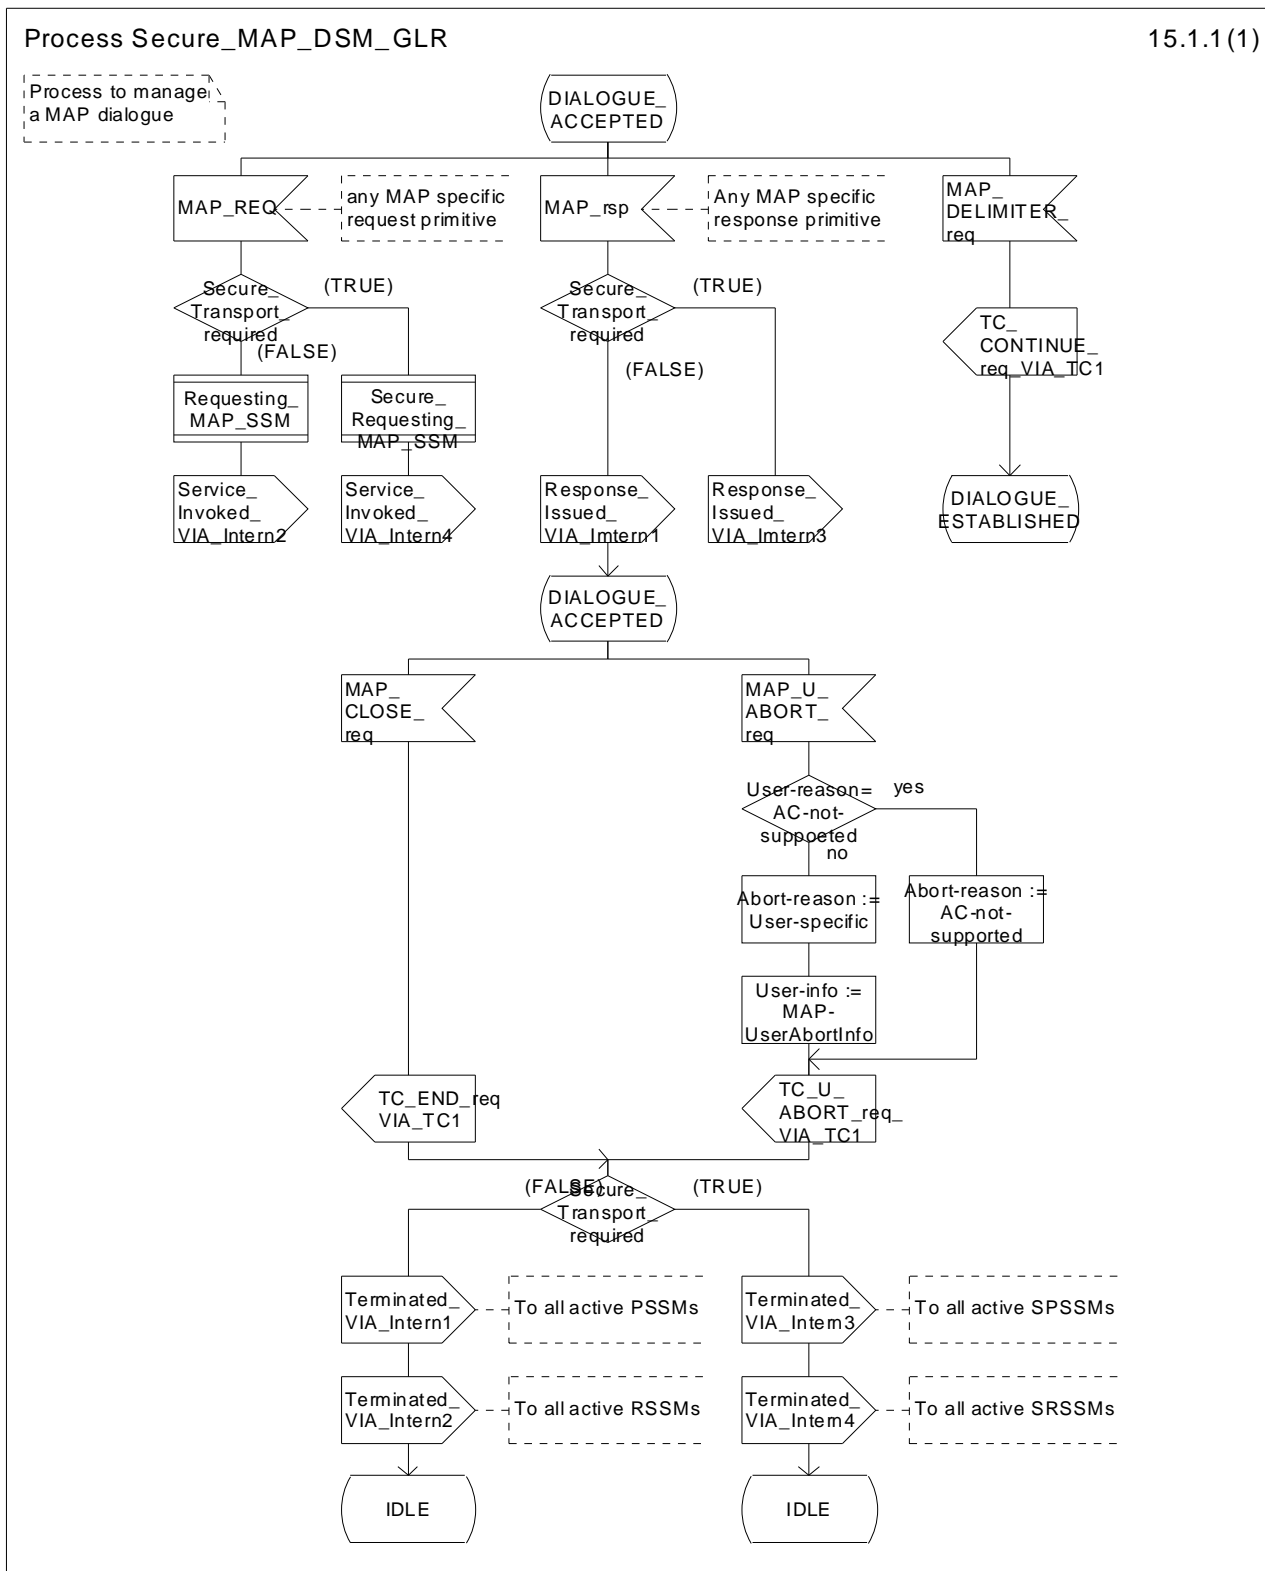 Process Secure_MAP_DSM_GLR
15.1.1(1)
Process to manage
a MAP dialogue
DIALOGUE_
ACCEPTED
MAP_REQ
any MAP specific
request primitive
MAP_rsp
Any MAP specific
response primitive
MAP_
DELIMITER_
req
Secure_
Transport_
required
(TRUE)
(FALSE)
Secure_
Transport_
required
(TRUE)
(FALSE)
TC_
CONTINUE_
req_VIA_TC1
Requesting_
MAP_SSM
Secure_
Requesting_
MAP_SSM
Service_
Invoked_
VIA_Intern2
Service_
Invoked_
VIA_Intern4
Response_
Issued_
VIA_Imtern1
Response_
Issued_
VIA_Imtern3
DIALOGUE_
ESTABLISHED
DIALOGUE_
ACCEPTED
MAP_
CLOSE_
req
MAP_U_
ABORT_
req
User-reason=
AC-not-
suppoeted
yes
no
Abort-reason :=
User-specific
Abort-reason :=
AC-not-
supported
User-info :=
MAP-
UserAbortInfo
TC_END_req
VIA_TC1
TC_U_
ABORT_req_
VIA_TC1
(FALSE)
Secure_
Transport_
required
(TRUE)
Terminated_
VIA_Intern1
To all active PSSMs
Terminated_
VIA_Intern3
To all active SPSSMs
Terminated_
VIA_Intern2
To all active RSSMs
Terminated_
VIA_Intern4
To all active SRSSMs
IDLE
IDLE